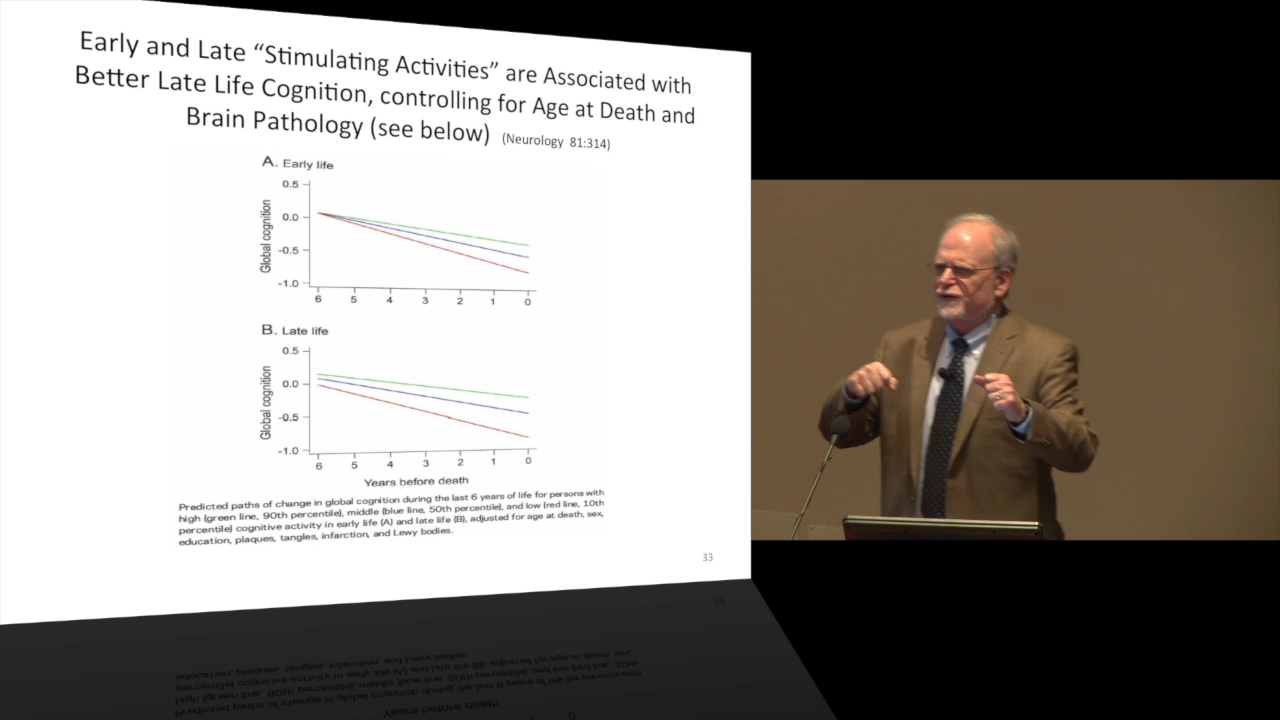 Early and Late “Stimulating Activities” are Associated with
Better Late Life Cognition, controlling for Age at Death and
Brain Pathology (see below) (Neurology 81:314)
A. Early life
0.5
0.0
-0.5
-1.0
Global cognition
6 5 4 3 2 1 0
B. Late life
0.5
0.0
-0.5
-1.0
Global cognition
6 5 4 3 2 1 0
Years before death
Predicted paths of change in global cognition during the last 6 years of life for persons with
high (green line, 90th percentile), middle (blue line, 50th percentile), and low (red line, 10th
percentile) cognitive activity in early life (A) and late life (B), adjusted for age at death, sex,
education, plaques, tangles, infarction, and Lewy bodies.
33